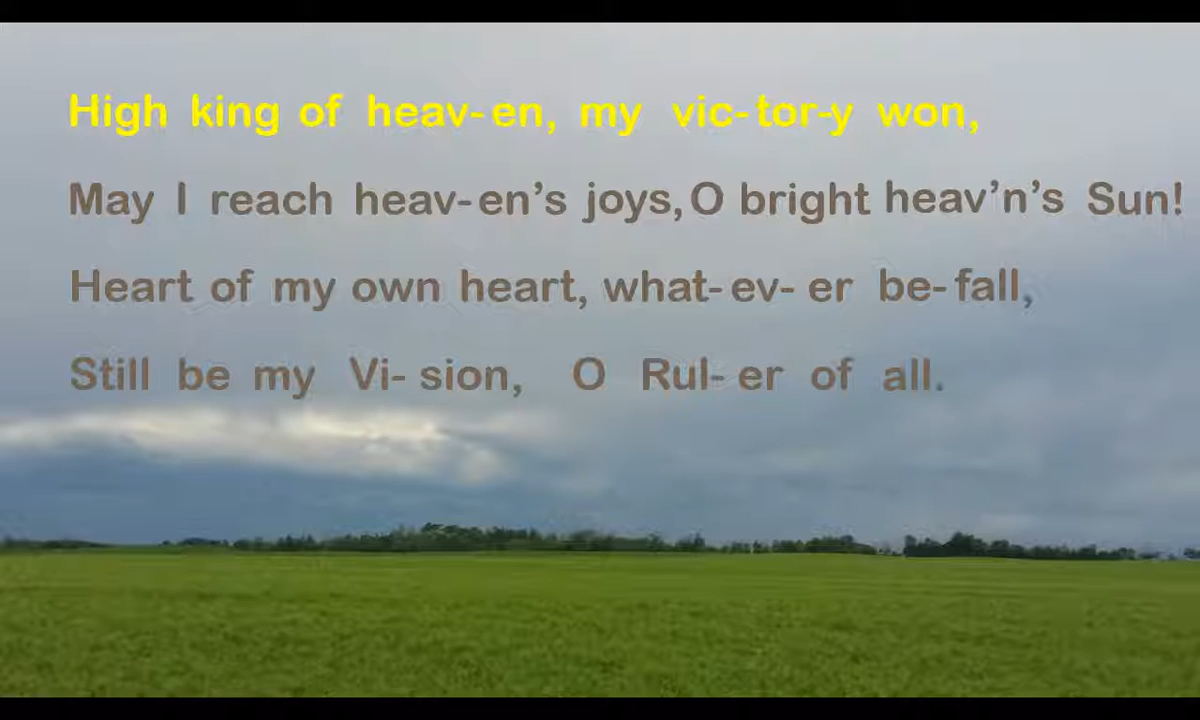 High king of heav-en, my vic-tor-y won,
May I reach heav-en’s joys, O bright heav’n’s Sun!
Heart of my own heart, what-ev-er be-fall,
Still be my Vi-sion, O Rul-er of all.